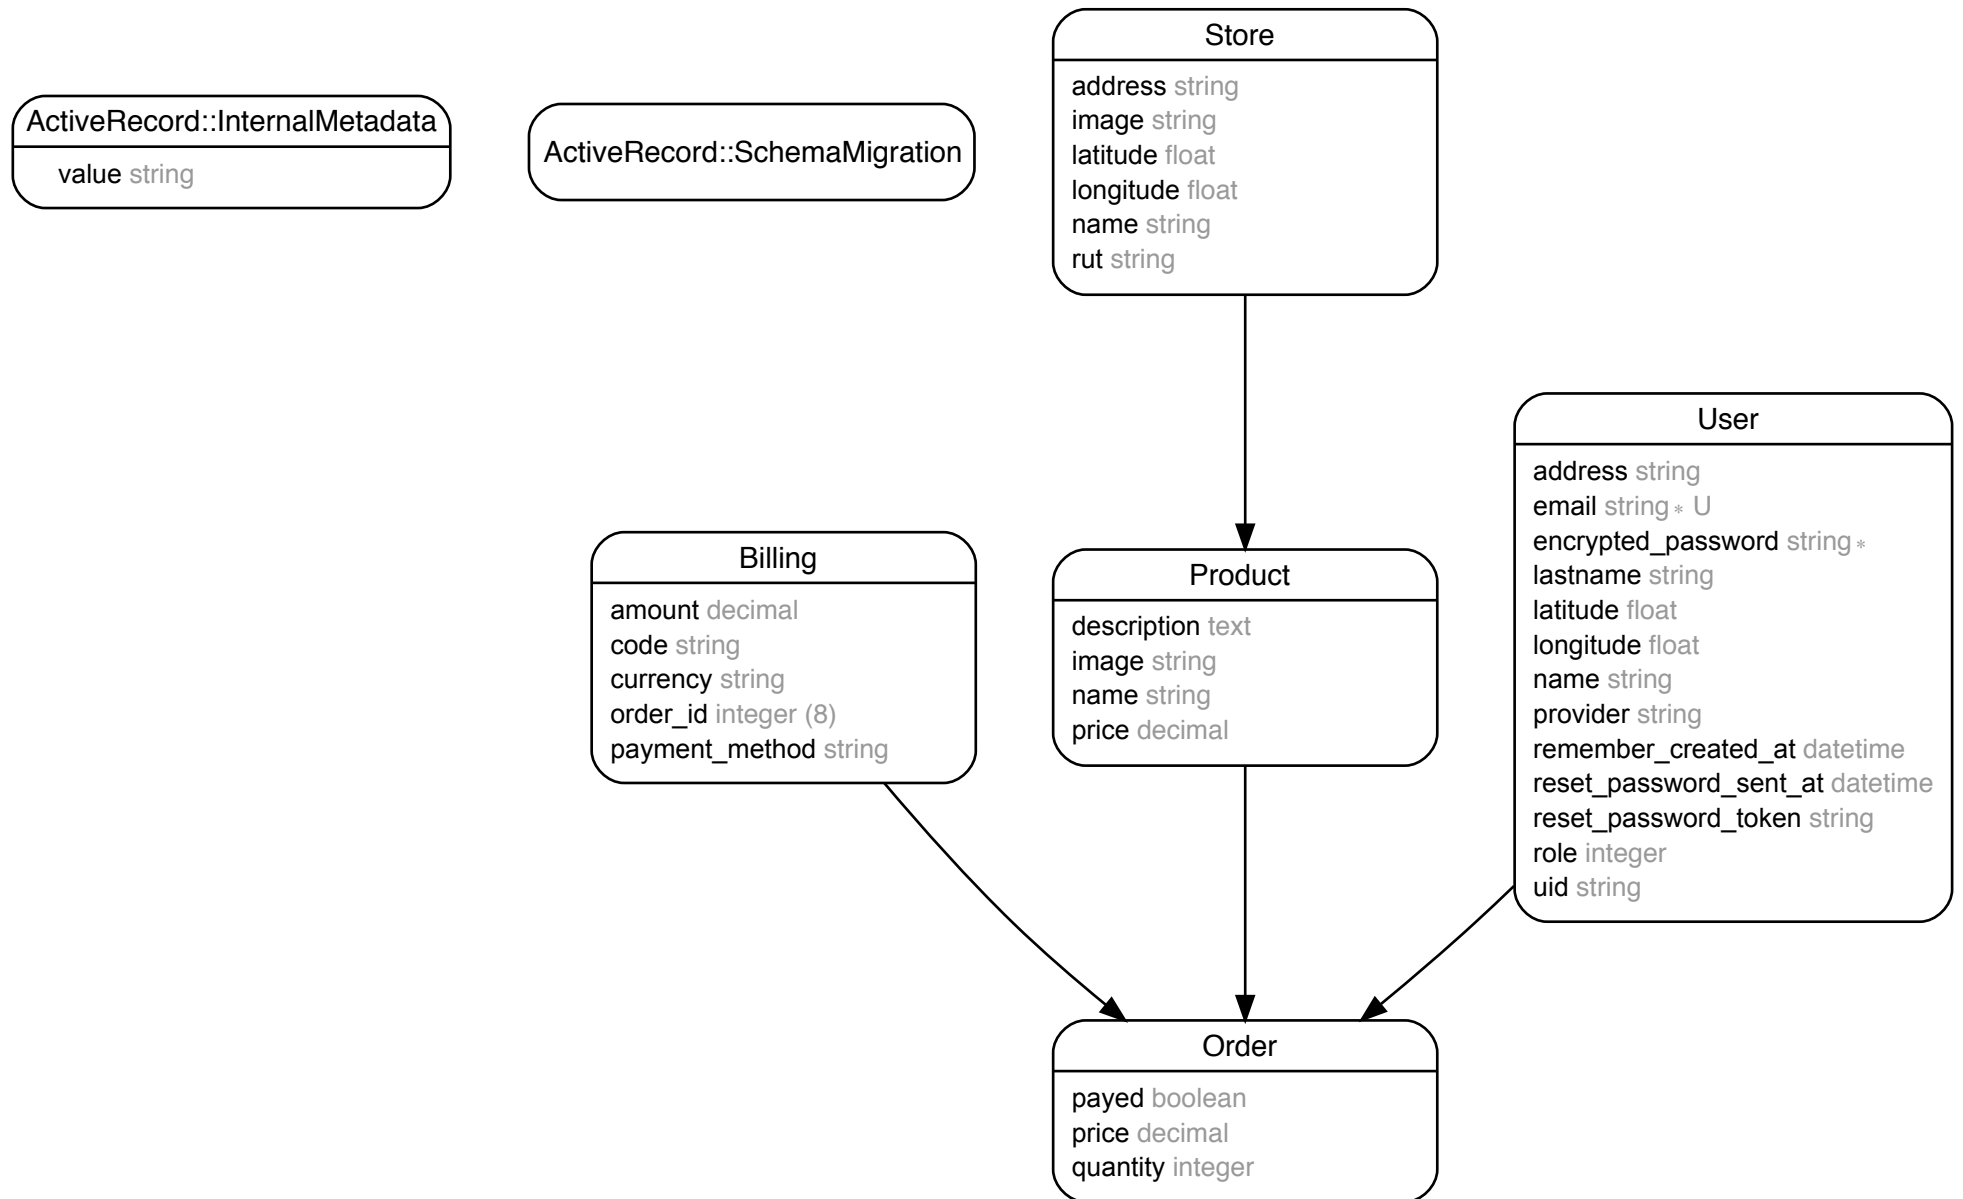 ActiveRecord::InternalMetadata
value string
ActiveRecord::SchemaMigration
Store
address string
image string
latitude float
longitude float
name string
rut string
Billing
amount decimal
code string
currency string
order_id integer (8)
payment_method string
Product
description text
image string
name string
price decimal
User
address string
email string * U
encrypted_password string *
lastname string
latitude float
longitude float
name string
provider string
remember_created_at datetime
reset_password_sent_at datetime
reset_password_token string
role integer
uid string
Order
payed boolean
price decimal
quantity integer